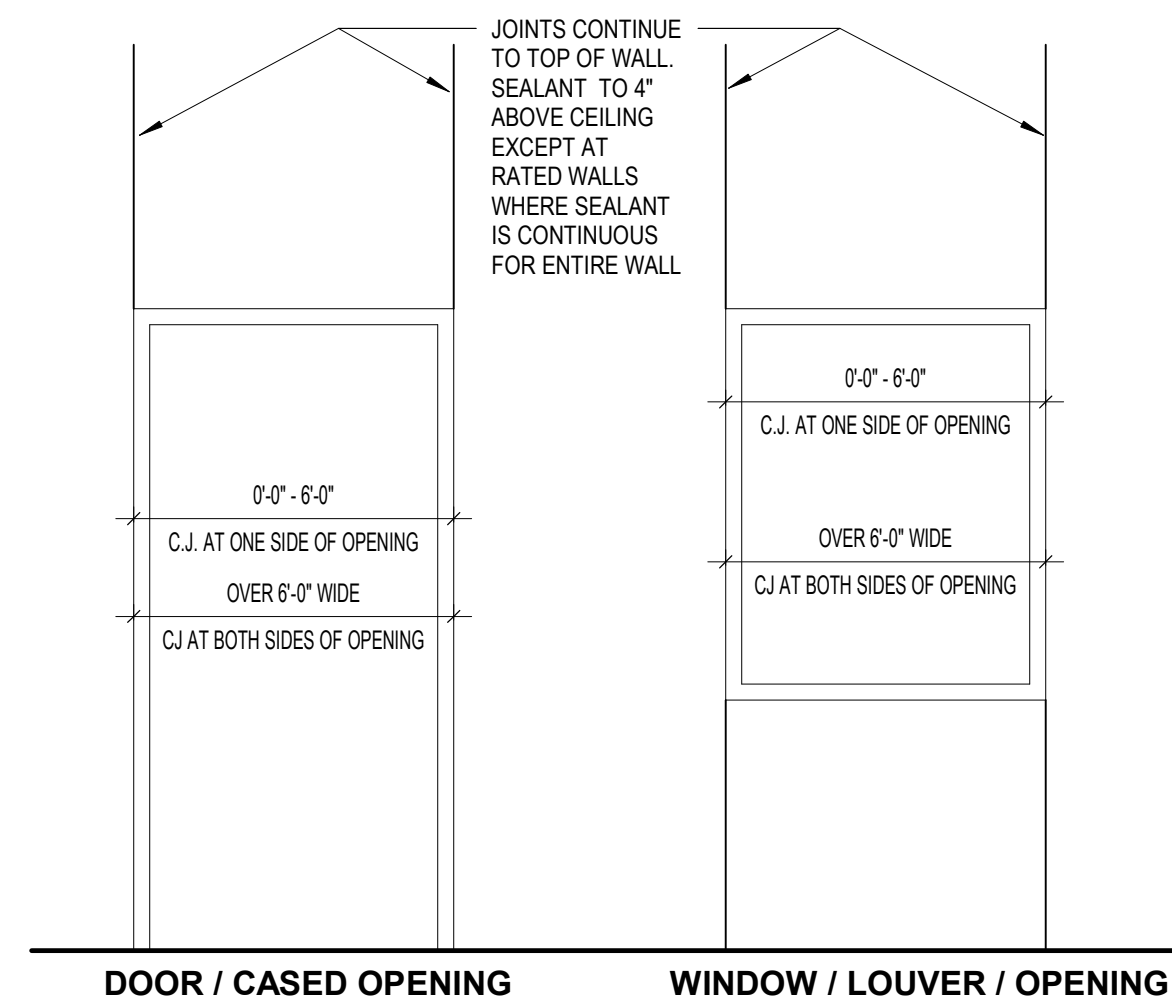 JOINTS CONTINUE
TO TOP OF WALL.
SEALANT TO 4"
ABOVE CEILING
EXCEPT AT
RATED WALLS
WHERE SEALANT
IS CONTINUOUS
FOR ENTIRE WALL
0'-0" - 6'-0"
C.J. AT ONE SIDE OF OPENING
OVER 6'-0" WIDE
CJ AT BOTH SIDES OF OPENING
0'-0" - 6'-0"
C.J. AT ONE SIDE OF OPENING
OVER 6'-0" WIDE
CJ AT BOTH SIDES OF OPENING
DOOR / CASED OPENING
WINDOW / LOUVER / OPENING